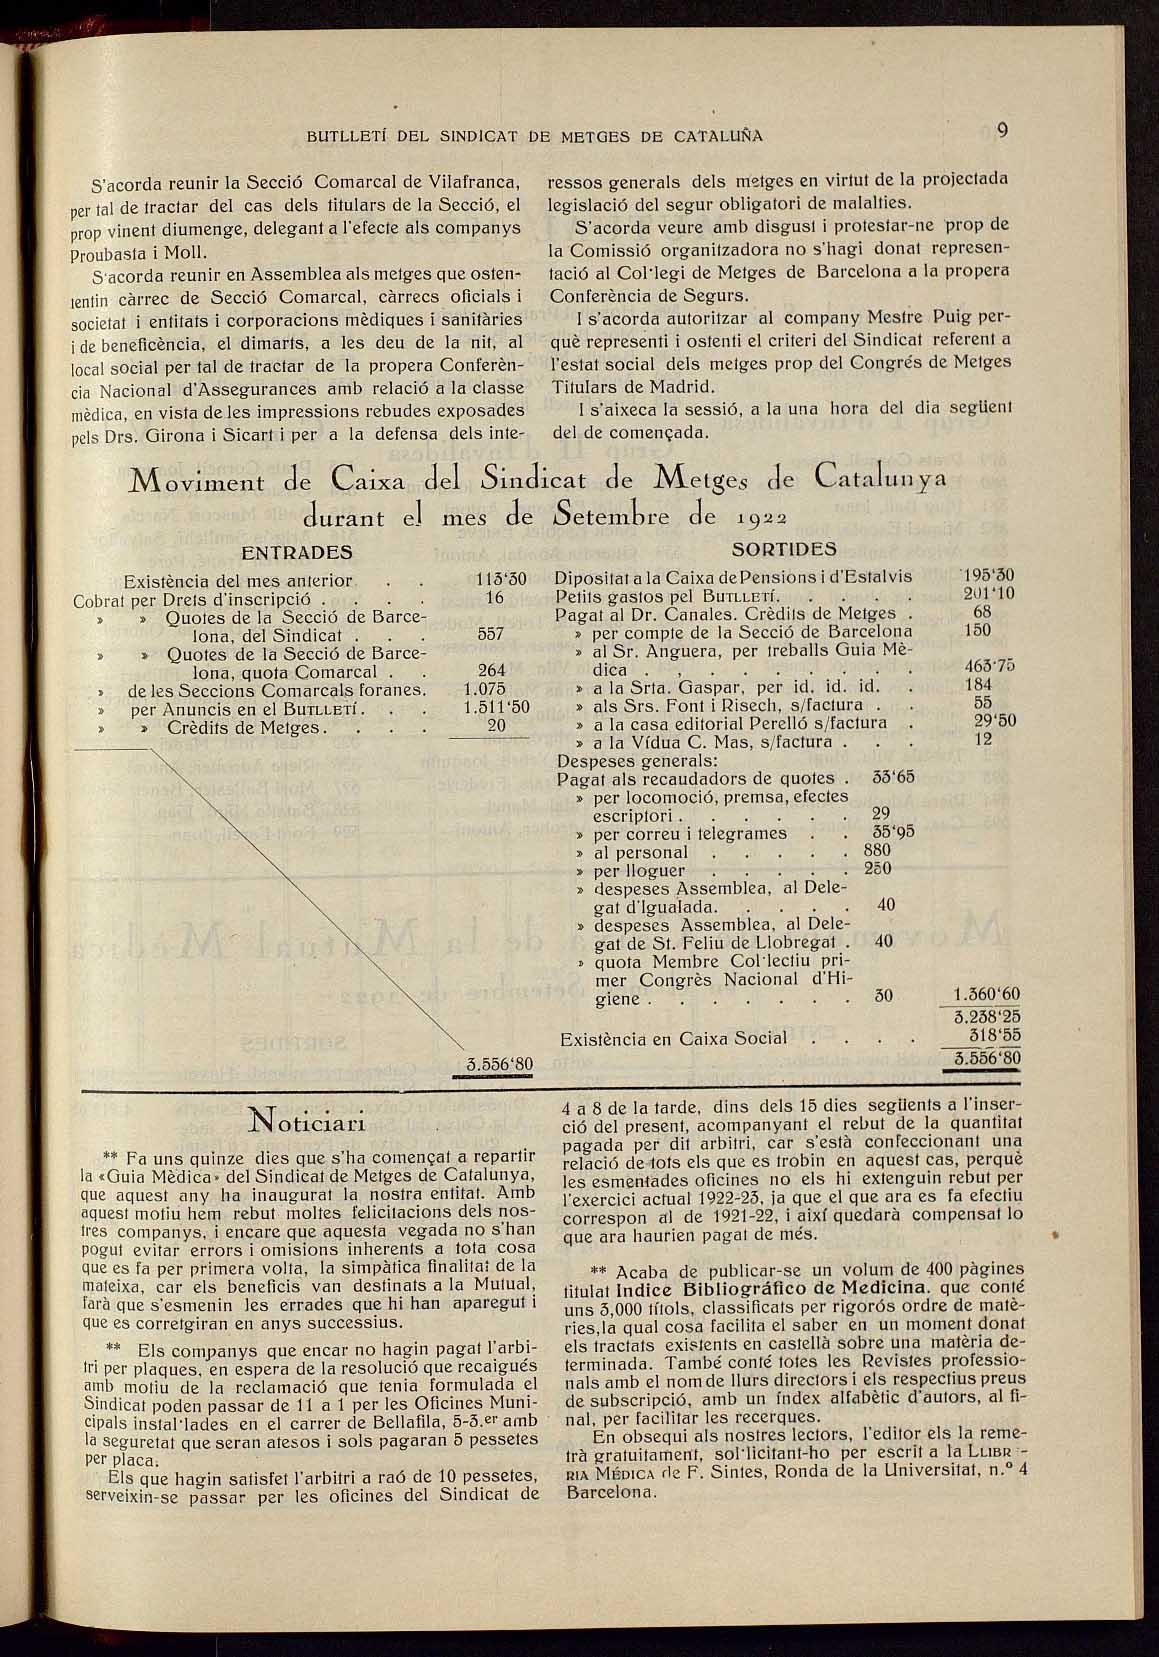 BUTLLETÍ DEL SINDICAT DE METGES DE CATALUÑA
9
S'acorda reunir la Secció Comarcal de Vilafranca,
per tal de tractar del cas dels titulars de la Secció, el
prop vinent diumenge, delegant a l'efecte als companys
Proubasta i Moll.
S'acorda reunir en Assemblea als metges que osten-
tentin càrrec de Secció Comarcal, càrrecs oficials i
societat i entitats i corporacions mèdiques i sanitàries
i de beneficència, el dimarts, a les deu de la nit, al
local social per tal de tractar de la propera Conferèn-
cia Nacional d'Assegurances amb relació a la classe
mèdica, en vista de les impressions rebudes exposades
pels Drs. Girona i Sicart i per a la defensa dels inte-
ressos generals dels metges en virtut de la projectada
legislació del segur obligatori de malalties.
S'acorda veure amb disgust i protestar-ne prop de
la Comissió organitzadora no s'hagi donat represen-
tació al Col·legi de Metges de Barcelona a la propera
Conferència de Segurs.
I s'acorda autoritzar al company Mestre Puig per-
què representi i ostenti el criteri del Sindicat referent a
l'estat social dels metges prop del Congrés de Metges
Titulars de Madrid.
I s'aixeca la sessió, a la una hora del dia següent
del de començada.
Moviment de Caixa del Sindicat de Metges de Catalunya
durant el mes de Setembre de 1922
ENTRADES
Existència del mes anterior . . 113'30
Cobrat per Drets d'inscripció . . . . 16
» » Quotes de la Secció de Barce-
lona, del Sindicat . . . 557
» » Quotes de la Secció de Barce-
lona, quota Comarcal . . 264
» de les Seccions Comarcals foranes. 1.075
» per Anuncis en el BUTLLETÍ. . . 1.511'50
» » Crèdits de Metges. . . . 20
3.556'80
SORTIDES
Dipositat a la Caixa de Pensions i d'Estalvis 195'30
Petits gastos pel BUTLLETÍ. . . . . 201'10
Pagat al Dr. Canales. Crèdits de Metges . 68
» per compte de la Secció de Barcelona 150
» al Sr. Anguera, per treballs Guia Mè-
dica . , . . . . . . . 463'75
» a la Srta. Gaspar, per id. id. id. . 184
» als Srs. Font i Risech, s/factura . . 55
» a la casa editorial Perelló s/factura . 29'50
» a la Vídua C. Mas, s/factura . . . 12
Despeses generals:
Pagat als recaudadors de quotes . 33'65
» per locomoció, premsa, efectes
escriptori . . . . . . 29
» per correu i telegrames . . 35'95
» al personal . . . . . 880
» per lloguer . . . . . 250
» despeses Assemblea, al Dele-
gat d'Igualada. . . . . 40
» despeses Assemblea, al Dele-
gat de St. Feliu de Llobregat . 40
» quota Membre Col·lectiu pri-
mer Congrès Nacional d'Hi-
giene . . . . . . . 30 1.360'60
3.238'25
Existència en Caixa Social . . . . 318'55
3.556'80
Noticiari
** Fa uns quinze dies que s'ha començat a repartir
la «Guia Mèdica» del Sindicat de Metges de Catalunya,
que aquest any ha inaugurat la nostra entitat. Amb
aquest motiu hem rebut moltes felicitacions dels nos-
tres companys, i encare que aquesta vegada no s'han
pogut evitar errors i omisions inherents a tota cosa
que es fa per primera volta, la simpàtica finalitat de la
mateixa, car els beneficis van destinats a la Mutual,
farà que s'esmenin les errades que hi han aparegut i
que es corretgiran en anys successius.
** Els companys que encar no hagin pagat l'arbi-
tri per plaques, en espera de la resolució que recaigués
amb motiu de la reclamació que tenia formulada el
Sindicat poden passar de 11 a 1 per les Oficines Muni-
cipals instal·lades en el carrer de Bellafila, 5-3.er amb
la seguretat que seran atesos i sols pagaran 5 pessetes
per placa.
Els que hagin satisfet l'arbitri a raó de 10 pessetes,
serveixin-se passar per les oficines del Sindicat de
4 a 8 de la tarde, dins dels 15 dies següents a l'inser-
ció del present, acompanyant el rebut de la quantitat
pagada per dit arbitri, car s'està confeccionant una
relació de tots els que es trobin en aquest cas, perquè
les esmentades oficines no els hi extenguin rebut per
l'exercici actual 1922-23, ja que el que ara es fa efectiu
correspon al de 1921-22, i així quedarà compensat lo
que ara haurien pagat de més.
** Acaba de publicar-se un volum de 400 pàgines
titulat Indice Bibliográfico de Medicina. que conté
uns 3,000 títols, classificats per rigorós ordre de matè-
ries,la qual cosa facilita el saber en un moment donat
els tractats existents en castellà sobre una matèria de-
terminada. També conté totes les Revistes professio-
nals amb el nom de llurs directors i els respectius preus
de subscripció, amb un índex alfabètic d'autors, al fi-
nal, per facilitar les recerques.
En obsequi als nostres lectors, l'editor els la reme-
trà gratuitament, sol·licitant-ho per escrit a la LLIBR -
RIA MÉDICA de F. Sintes, Ronda de la Universitat, n.º 4
Barcelona.